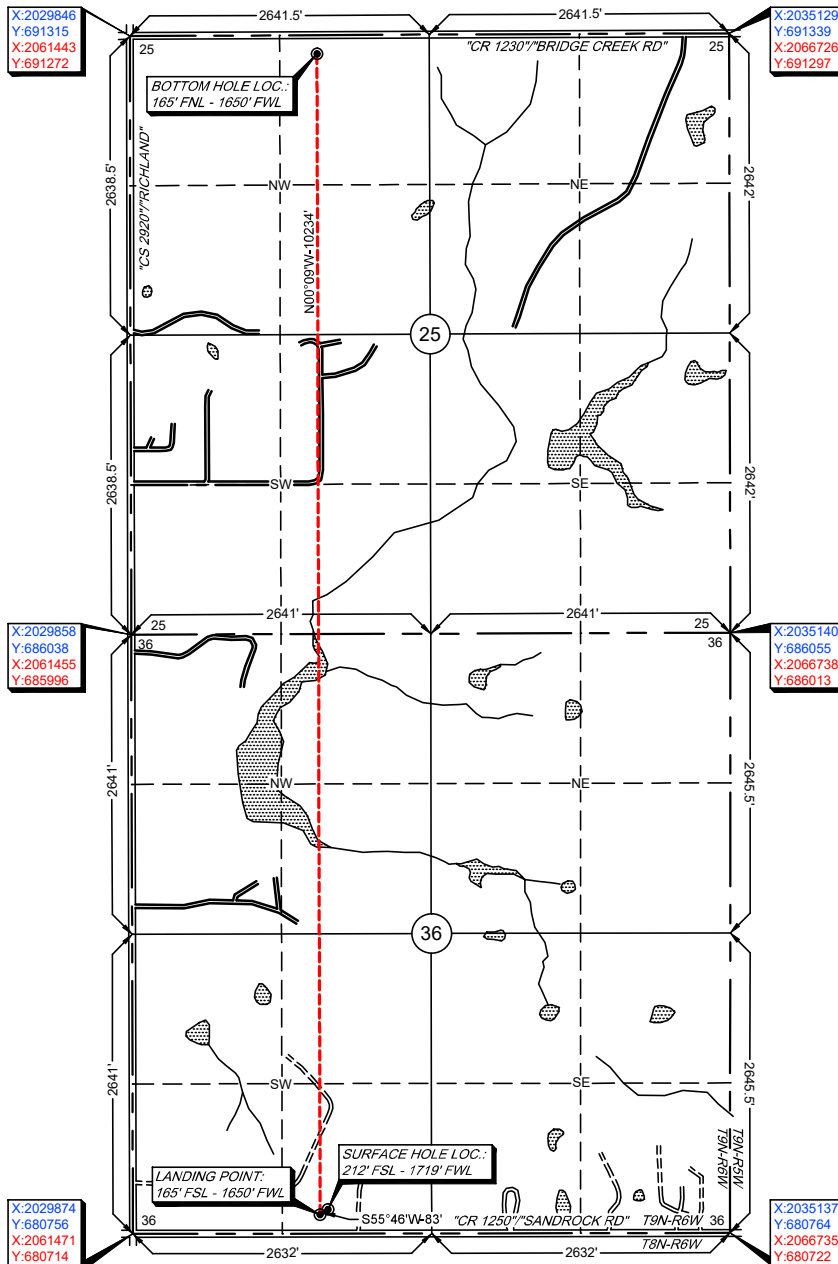 X:2029846
Y:691315
X:2061443
Y:691272
2641.5'
2641.5'
X:2035129
Y:691339
X:2066726
Y:691297
25
"CR 1230"/"BRIDGE CREEK RD"
25
BOTTOM HOLE LOC.:
165' FNL - 1650' FWL
"CS 2920"/"RICHLAND"
2638.5'
NW
NE
2642'
N00°09'W-10234'
25
2638.5'
SW
SE
2642'
2641'
2641'
X:2029858
Y:686038
X:2061455
Y:685996
25
36
25
36
X:2035140
Y:686055
X:2066738
Y:686013
2641'
NW
NE
2645.5'
36
2641'
SW
SE
2645.5'
T9N-R5W
T9N-R6W
SURFACE HOLE LOC.:
212' FSL - 1719' FWL
LANDING POINT:
165' FSL - 1650' FWL
X:2029874
Y:680756
X:2061471
Y:680714
36
S55°46'W-83'
"CR 1250"/"SANDROCK RD"
T9N-R6W
36
T8N-R6W
2632'
2632'
X:2035137
Y:680764
X:2066735
Y:680722